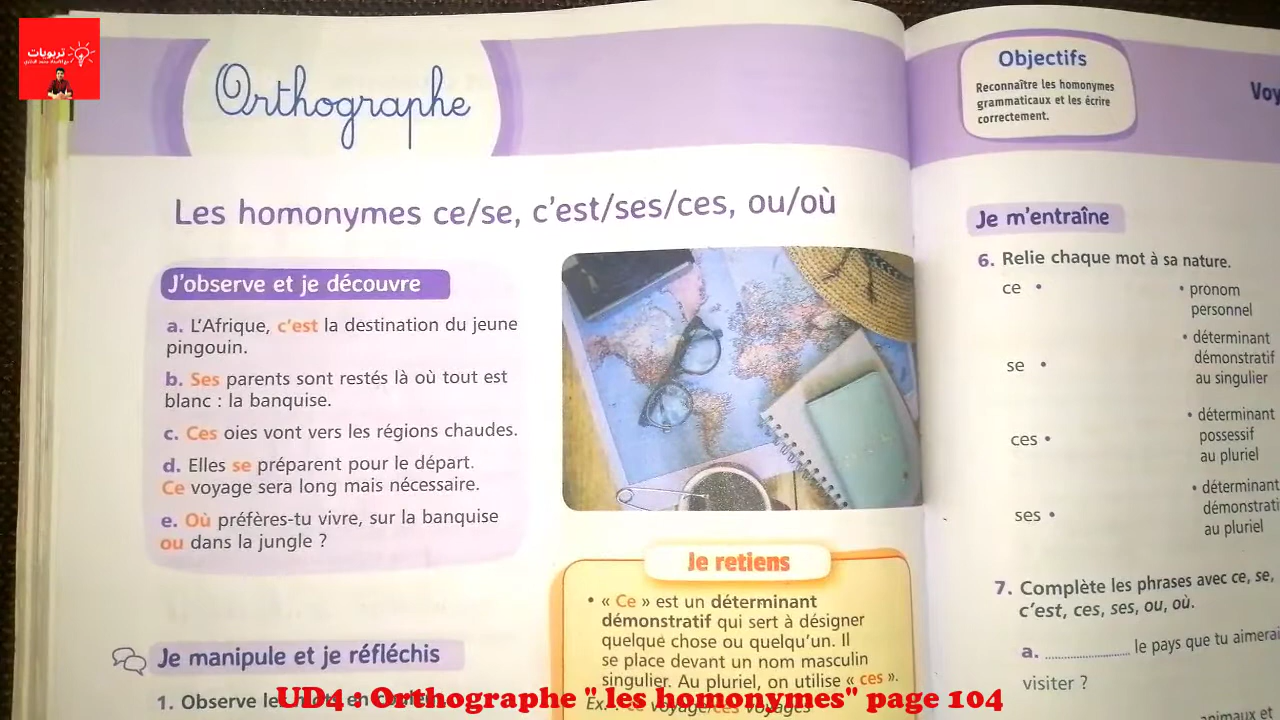 تربويات
Orthographe
Les homonymes ce/se, c'est/ses/ces, ou/où
J'observe et je découvre
a. L'Afrique, c'est la destination du jeune
pingouin.
b. Ses parents sont restés là où tout est
blanc : la banquise.
c. Ces oies vont vers les régions chaudes.
d. Elles se préparent pour le départ.
Ce voyage sera long mais nécessaire.
e. Où préfères-tu vivre, sur la banquise
ou dans la jungle ?
Je manipule et je réfléchis
1. Observe les mots en
Je retiens
• « Ce » est un déterminant
démonstratif qui sert à désigner
quelque chose ou quelqu'un. Il
se place devant un nom masculin
singulier. Au pluriel, on utilise « ces ».
Ex. : ce voyage/ces voyages
Objectifs
Reconnaître les homonymes
grammaticaux et les écrire
correctement.
Voy
Je m'entraîne
6. Relie chaque mot à sa nature.
ce •
• pronom
personnel
se •
• déterminant
démonstratif
au singulier
ces •
• déterminant
possessif
au pluriel
ses •
• déterminant
démonstrati
au pluriel
7. Complète les phrases avec ce, se,
c'est, ces, ses, ou, où.
a. .................... le pays que tu aimerai
visiter ?
animaux et
UD4 : Orthographe " les homonymes" page 104